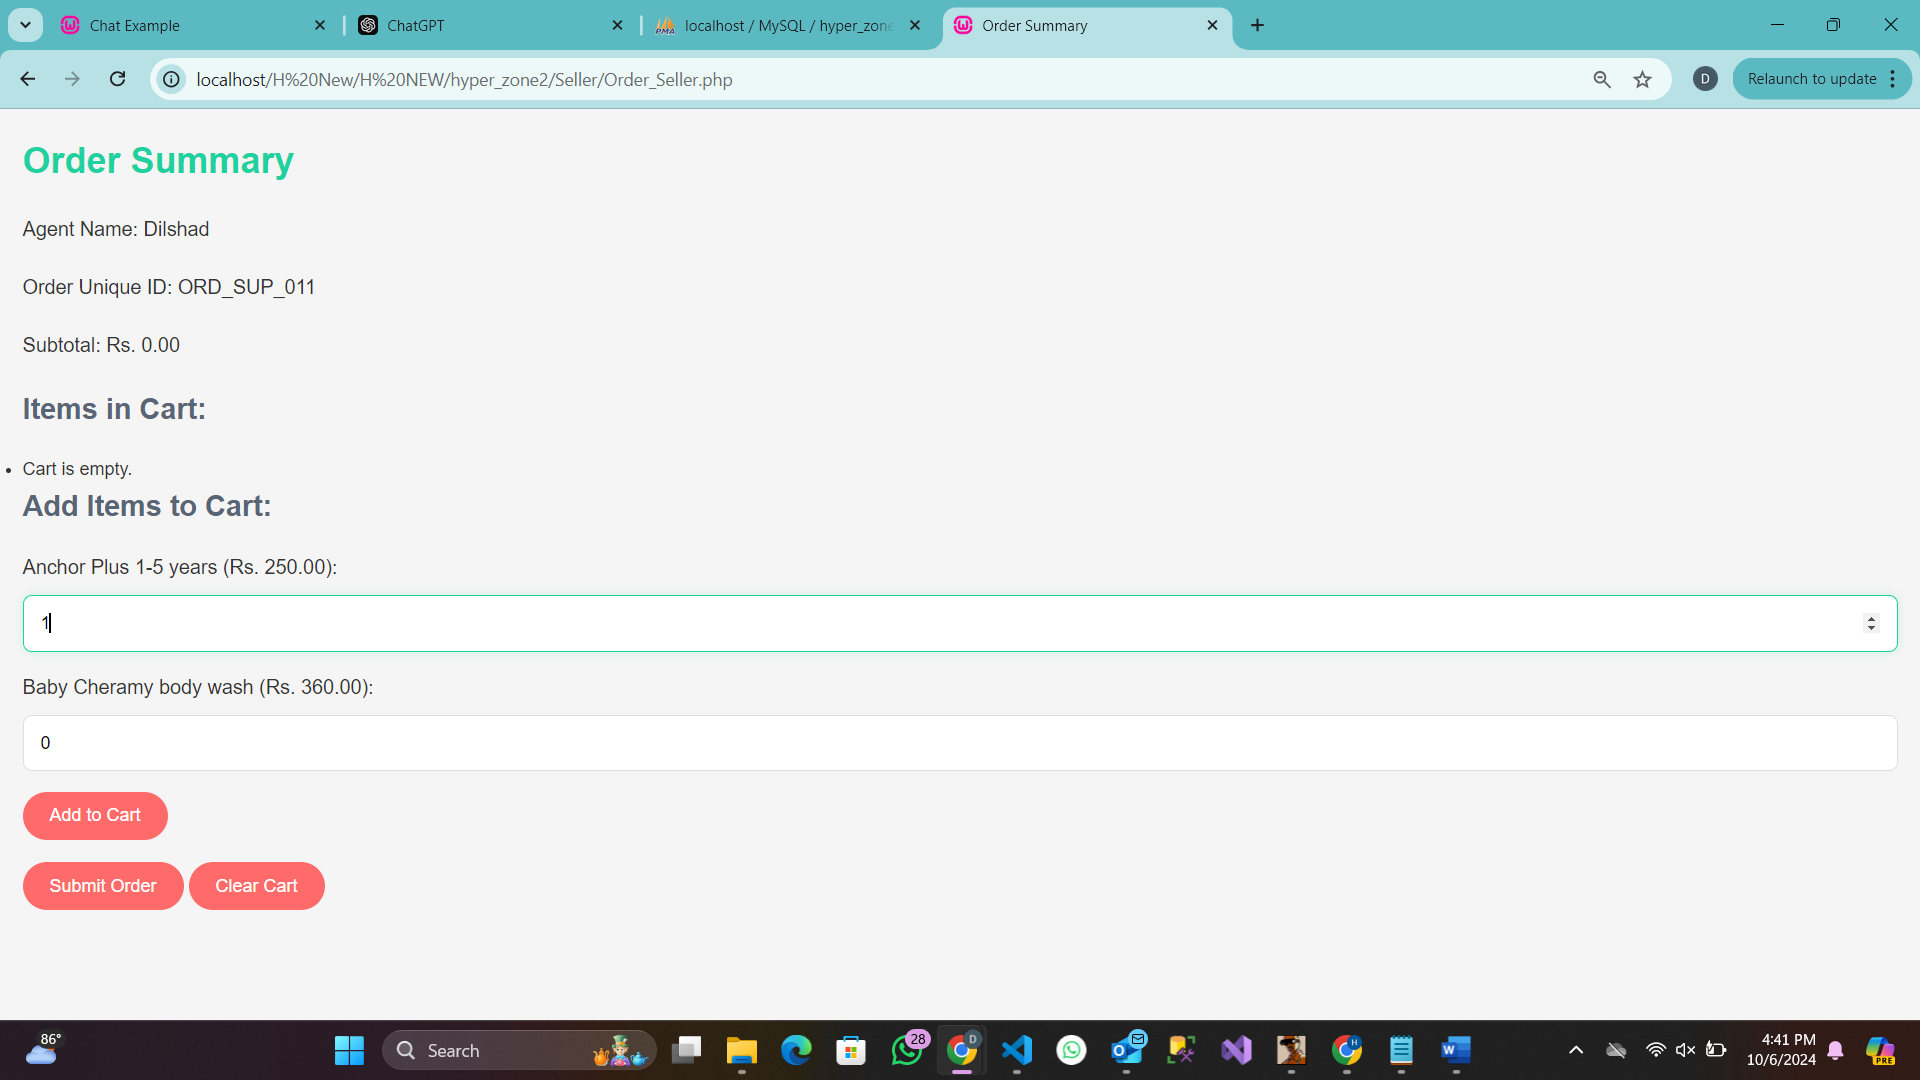 Chat Example
ChatGPT
localhost / MySQL / hyper_zone
Order Summary
localhost/H%20New/H%20NEW/hyper_zone2/Seller/Order_Seller.php
D
Relaunch to update
Order Summary
Agent Name: Dilshad
Order Unique ID: ORD_SUP_011
Subtotal: Rs. 0.00
Items in Cart:
• Cart is empty.
Add Items to Cart:
Anchor Plus 1-5 years (Rs. 250.00):
1
Baby Cheramy body wash (Rs. 360.00):
0
Add to Cart
Submit Order
Clear Cart
86°
Search
28
D
H
4:41 PM
10/6/2024
PRE